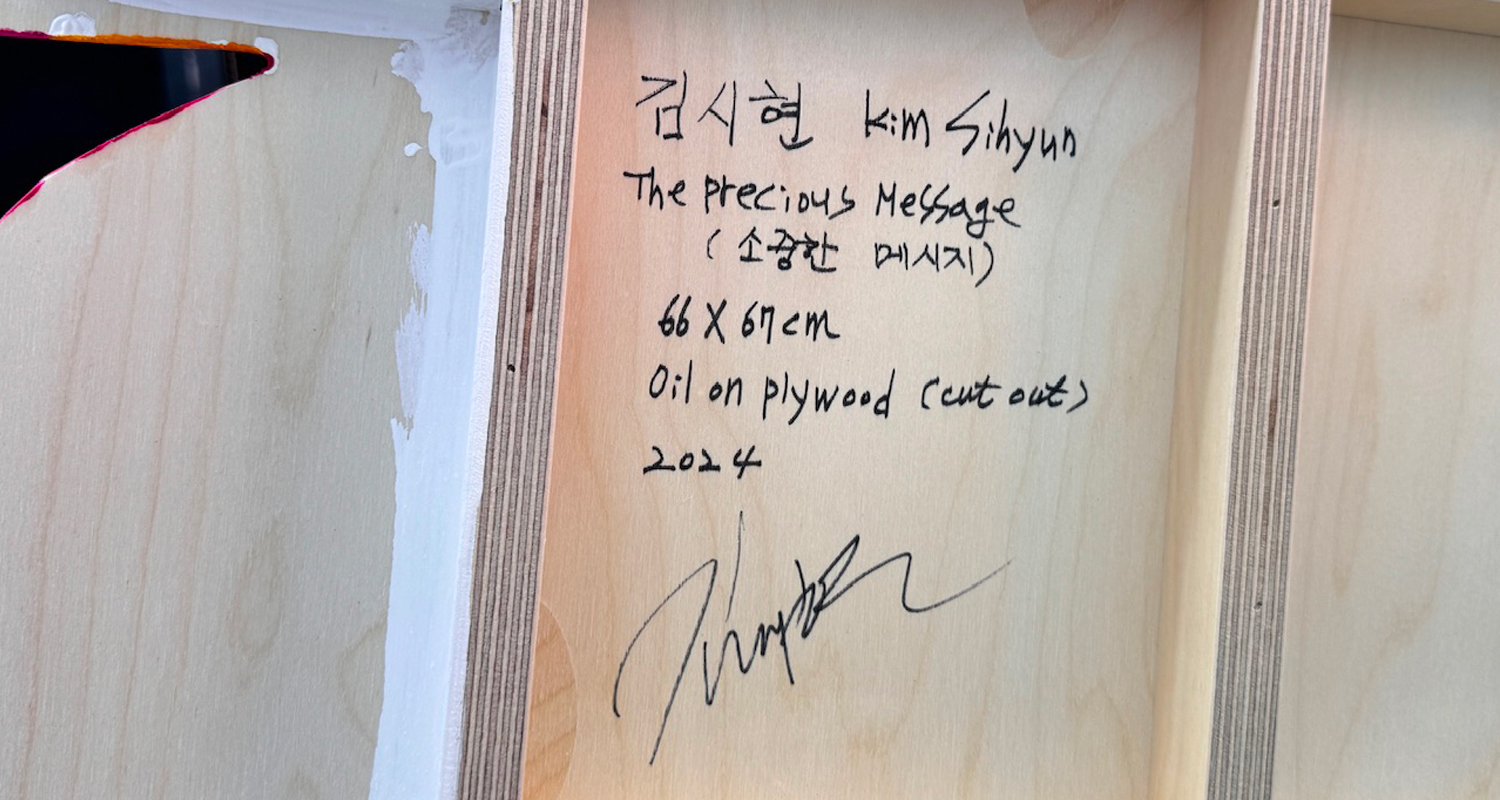 김시현 Kim Sihyun
The Precious Message
(소중한 메시지)
66 X 67cm
Oil on plywood (cut out)
2024